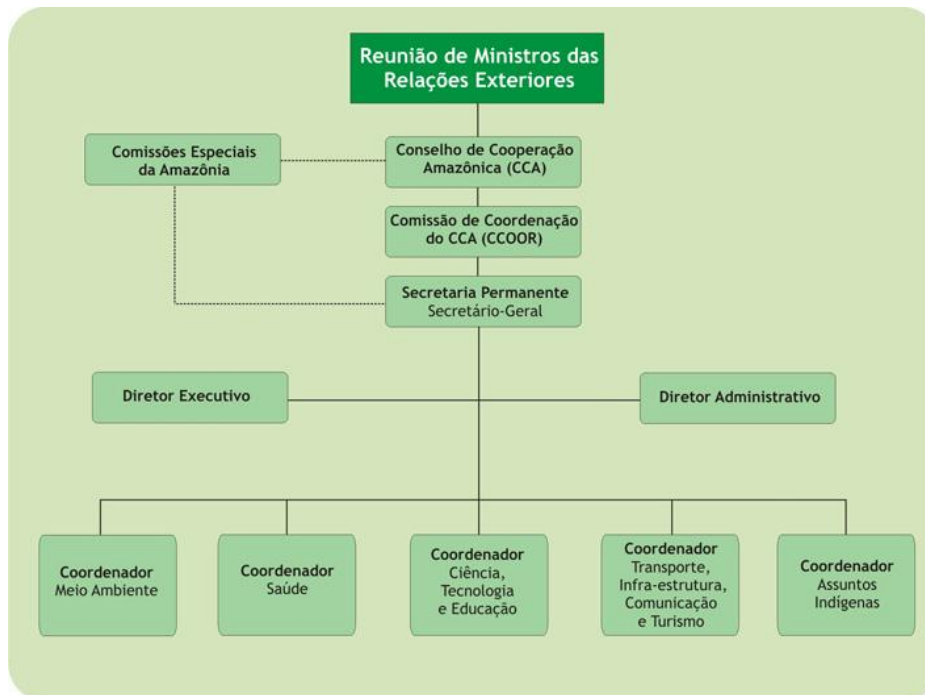 Reunião de Ministros das
Relações Exteriores
Comissões Especiais
da Amazônia
Conselho de Cooperação
Amazônica (CCA)
Comissão de Coordenação
do CCA (CCOOR)
Secretaria Permanente
Secretário-Geral
Diretor Executivo
Diretor Administrativo
Coordenador
Meio Ambiente
Coordenador
Saúde
Coordenador
Ciência,
Tecnologia
e Educação
Coordenador
Transporte,
Infra-estrutura,
Comunicação
e Turismo
Coordenador
Assuntos
Indígenas